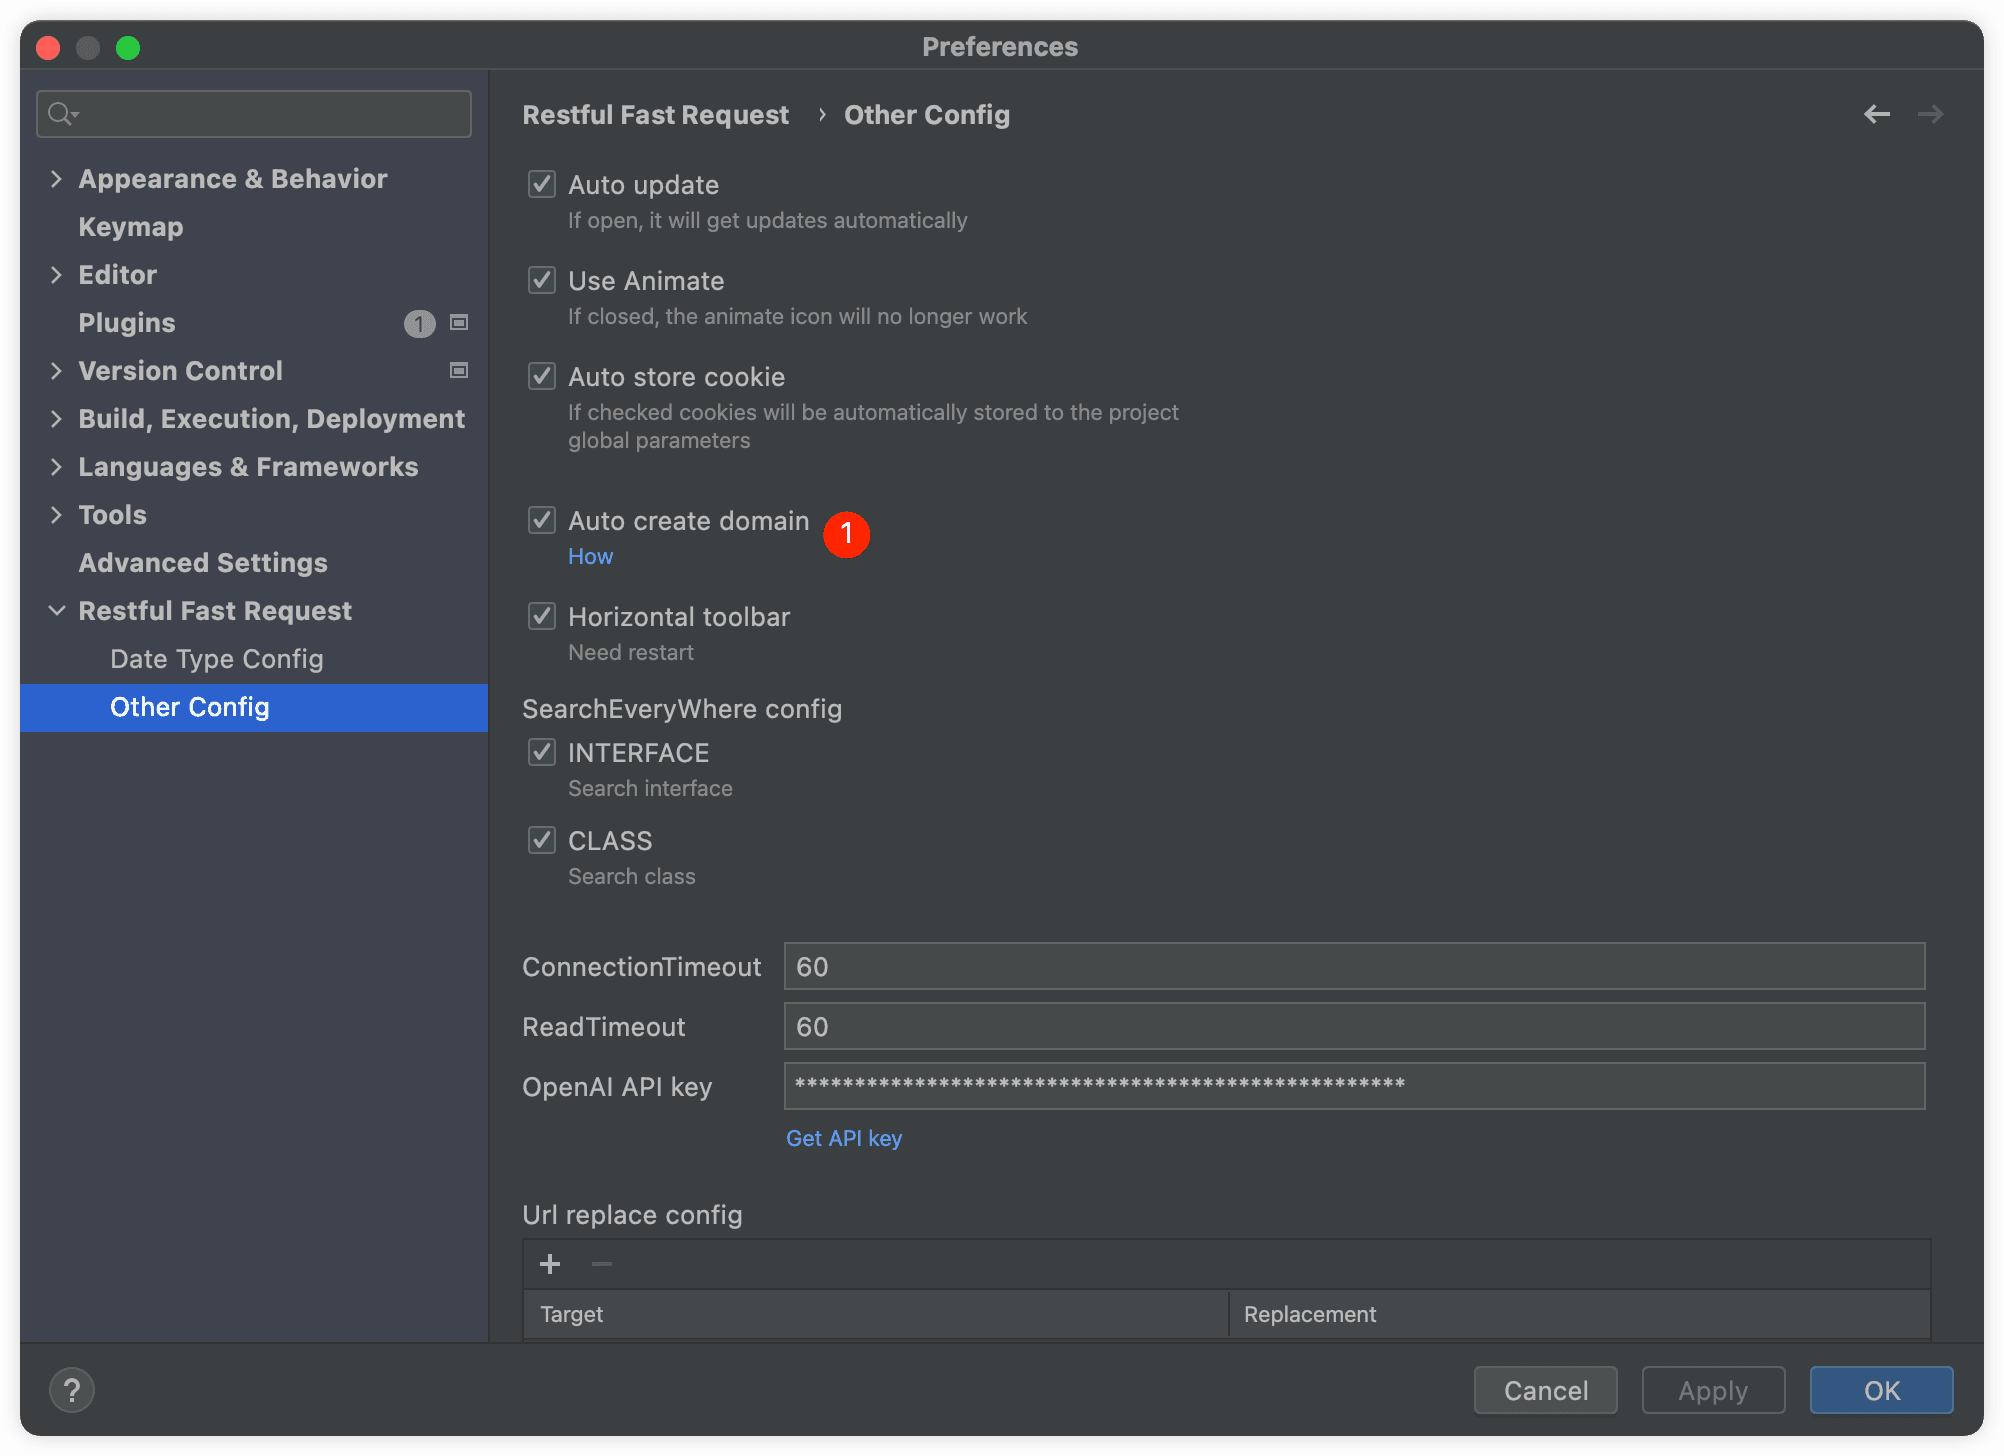 Preferences
Restful Fast Request › Other Config
Appearance & Behavior
Keymap
Editor
Plugins 1
Version Control
Build, Execution, Deployment
Languages & Frameworks
Tools
Advanced Settings
Restful Fast Request
Date Type Config
Other Config
Auto update
If open, it will get updates automatically
Use Animate
If closed, the animate icon will no longer work
Auto store cookie
If checked cookies will be automatically stored to the project
global parameters
Auto create domain 1
How
Horizontal toolbar
Need restart
SearchEveryWhere config
INTERFACE
Search interface
CLASS
Search class
ConnectionTimeout 60
ReadTimeout 60
OpenAI API key ***************************************************
Get API key
Url replace config
Target Replacement
? Cancel Apply OK